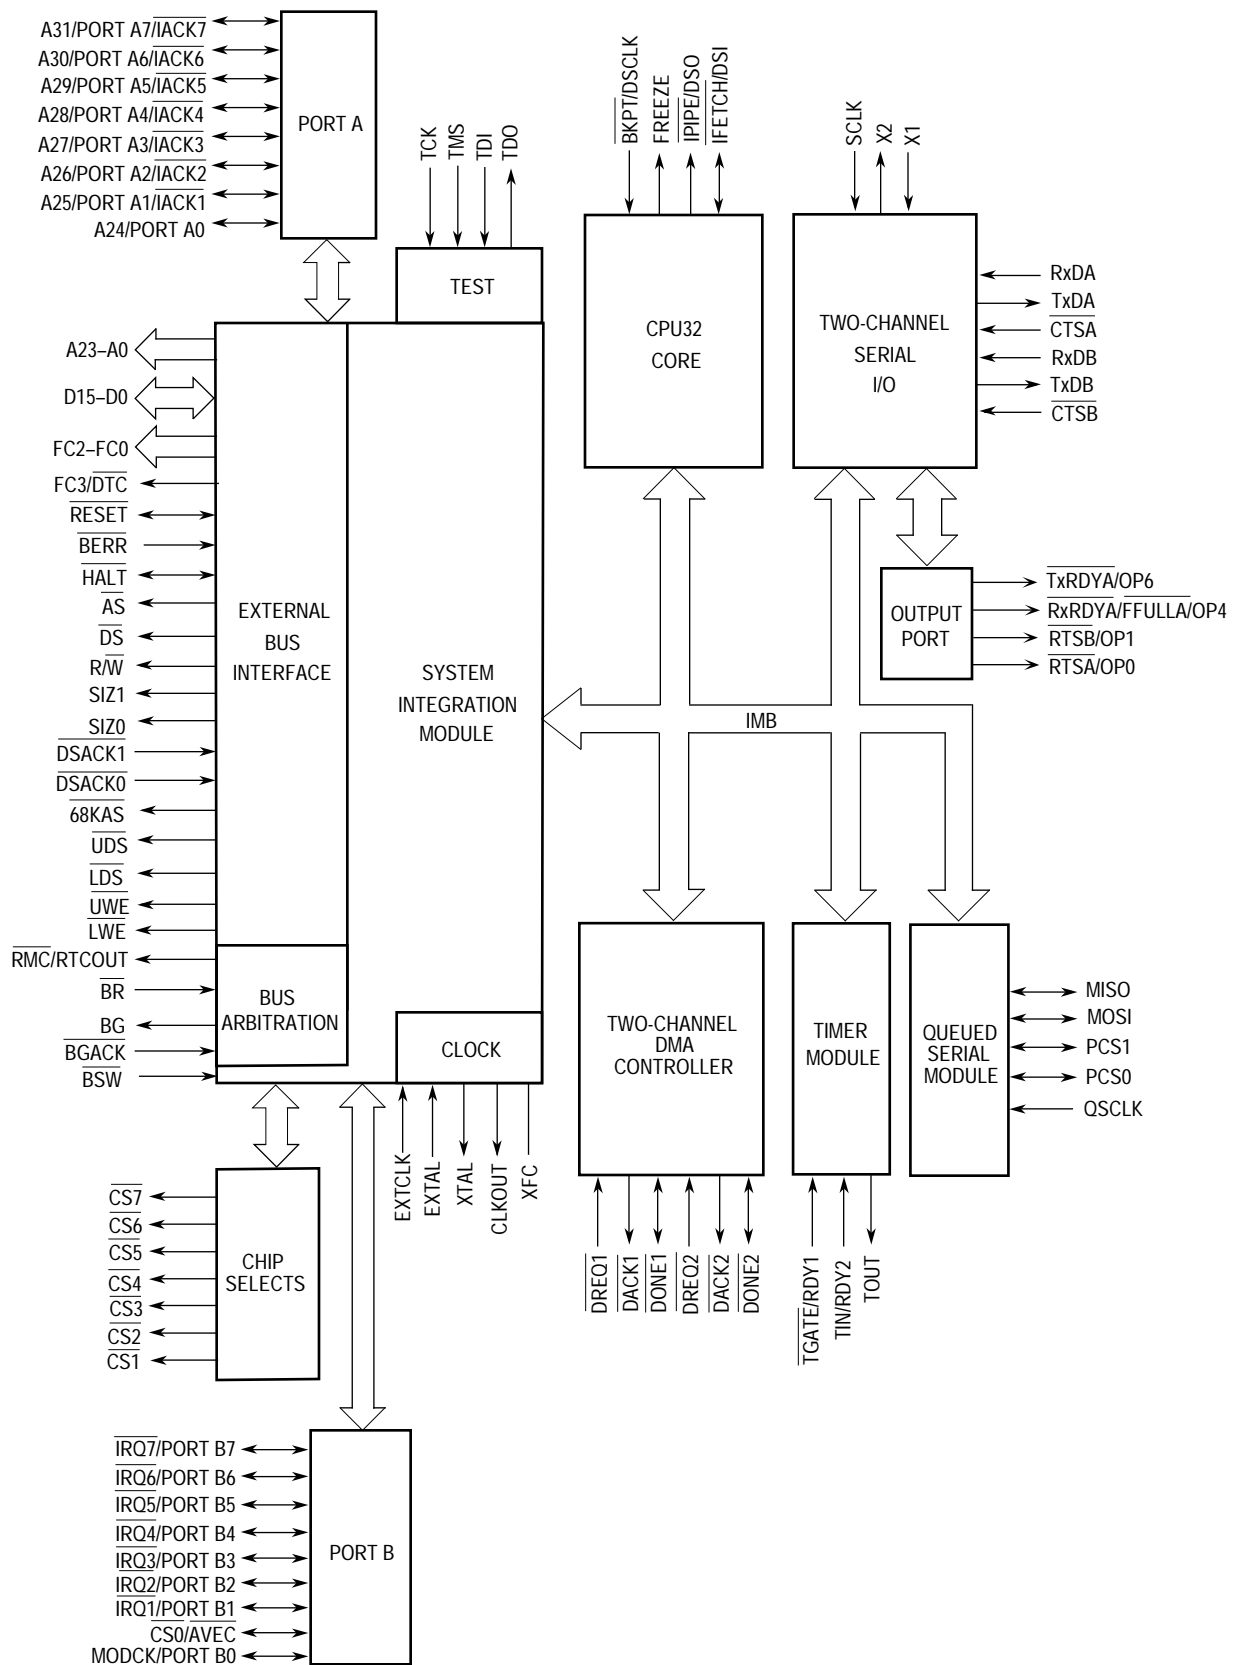 A31/PORT A7/IACK7
A30/PORT A6/IACK6
A29/PORT A5/IACK5
A28/PORT A4/IACK4
A27/PORT A3/IACK3
A26/PORT A2/IACK2
A25/PORT A1/IACK1
A24/PORT A0
PORT A
TCK
TMS
TDI
TDO
TEST
BKPT/DSCLK
FREEZE
IPIPE/DSO
IFETCH/DSI
CPU32
CORE
SCLK
X2
X1
TWO-CHANNEL
SERIAL
I/O
RxDA
TxDA
CTSA
RxDB
TxDB
CTSB
OUTPUT
PORT
TxRDYA/OP6
RxRDYA/FFULLA/OP4
RTSB/OP1
RTSA/OP0
A23–A0
D15–D0
FC2–FC0
FC3/DTC
RESET
BERR
HALT
AS
DS
R/W
SIZ1
SIZ0
DSACK1
DSACK0
68KAS
UDS
LDS
UWE
LWE
RMC/RTCOUT
BR
BG
BGACK
BSW
EXTERNAL
BUS
INTERFACE
SYSTEM
INTEGRATION
MODULE
IMB
BUS
ARBITRATION
CLOCK
EXTCLK
EXTAL
XTAL
CLKOUT
XFC
TWO-CHANNEL
DMA
CONTROLLER
DREQ1
DACK1
DONE1
DREQ2
DACK2
DONE2
TIMER
MODULE
TGATE/RDY1
TIN/RDY2
TOUT
QUEUED
SERIAL
MODULE
MISO
MOSI
PCS1
PCS0
QSCLK
CS7
CS6
CS5
CS4
CS3
CS2
CS1
CHIP
SELECTS
IRQ7/PORT B7
IRQ6/PORT B6
IRQ5/PORT B5
IRQ4/PORT B4
IRQ3/PORT B3
IRQ2/PORT B2
IRQ1/PORT B1
CS0/AVEC
MODCK/PORT B0
PORT B